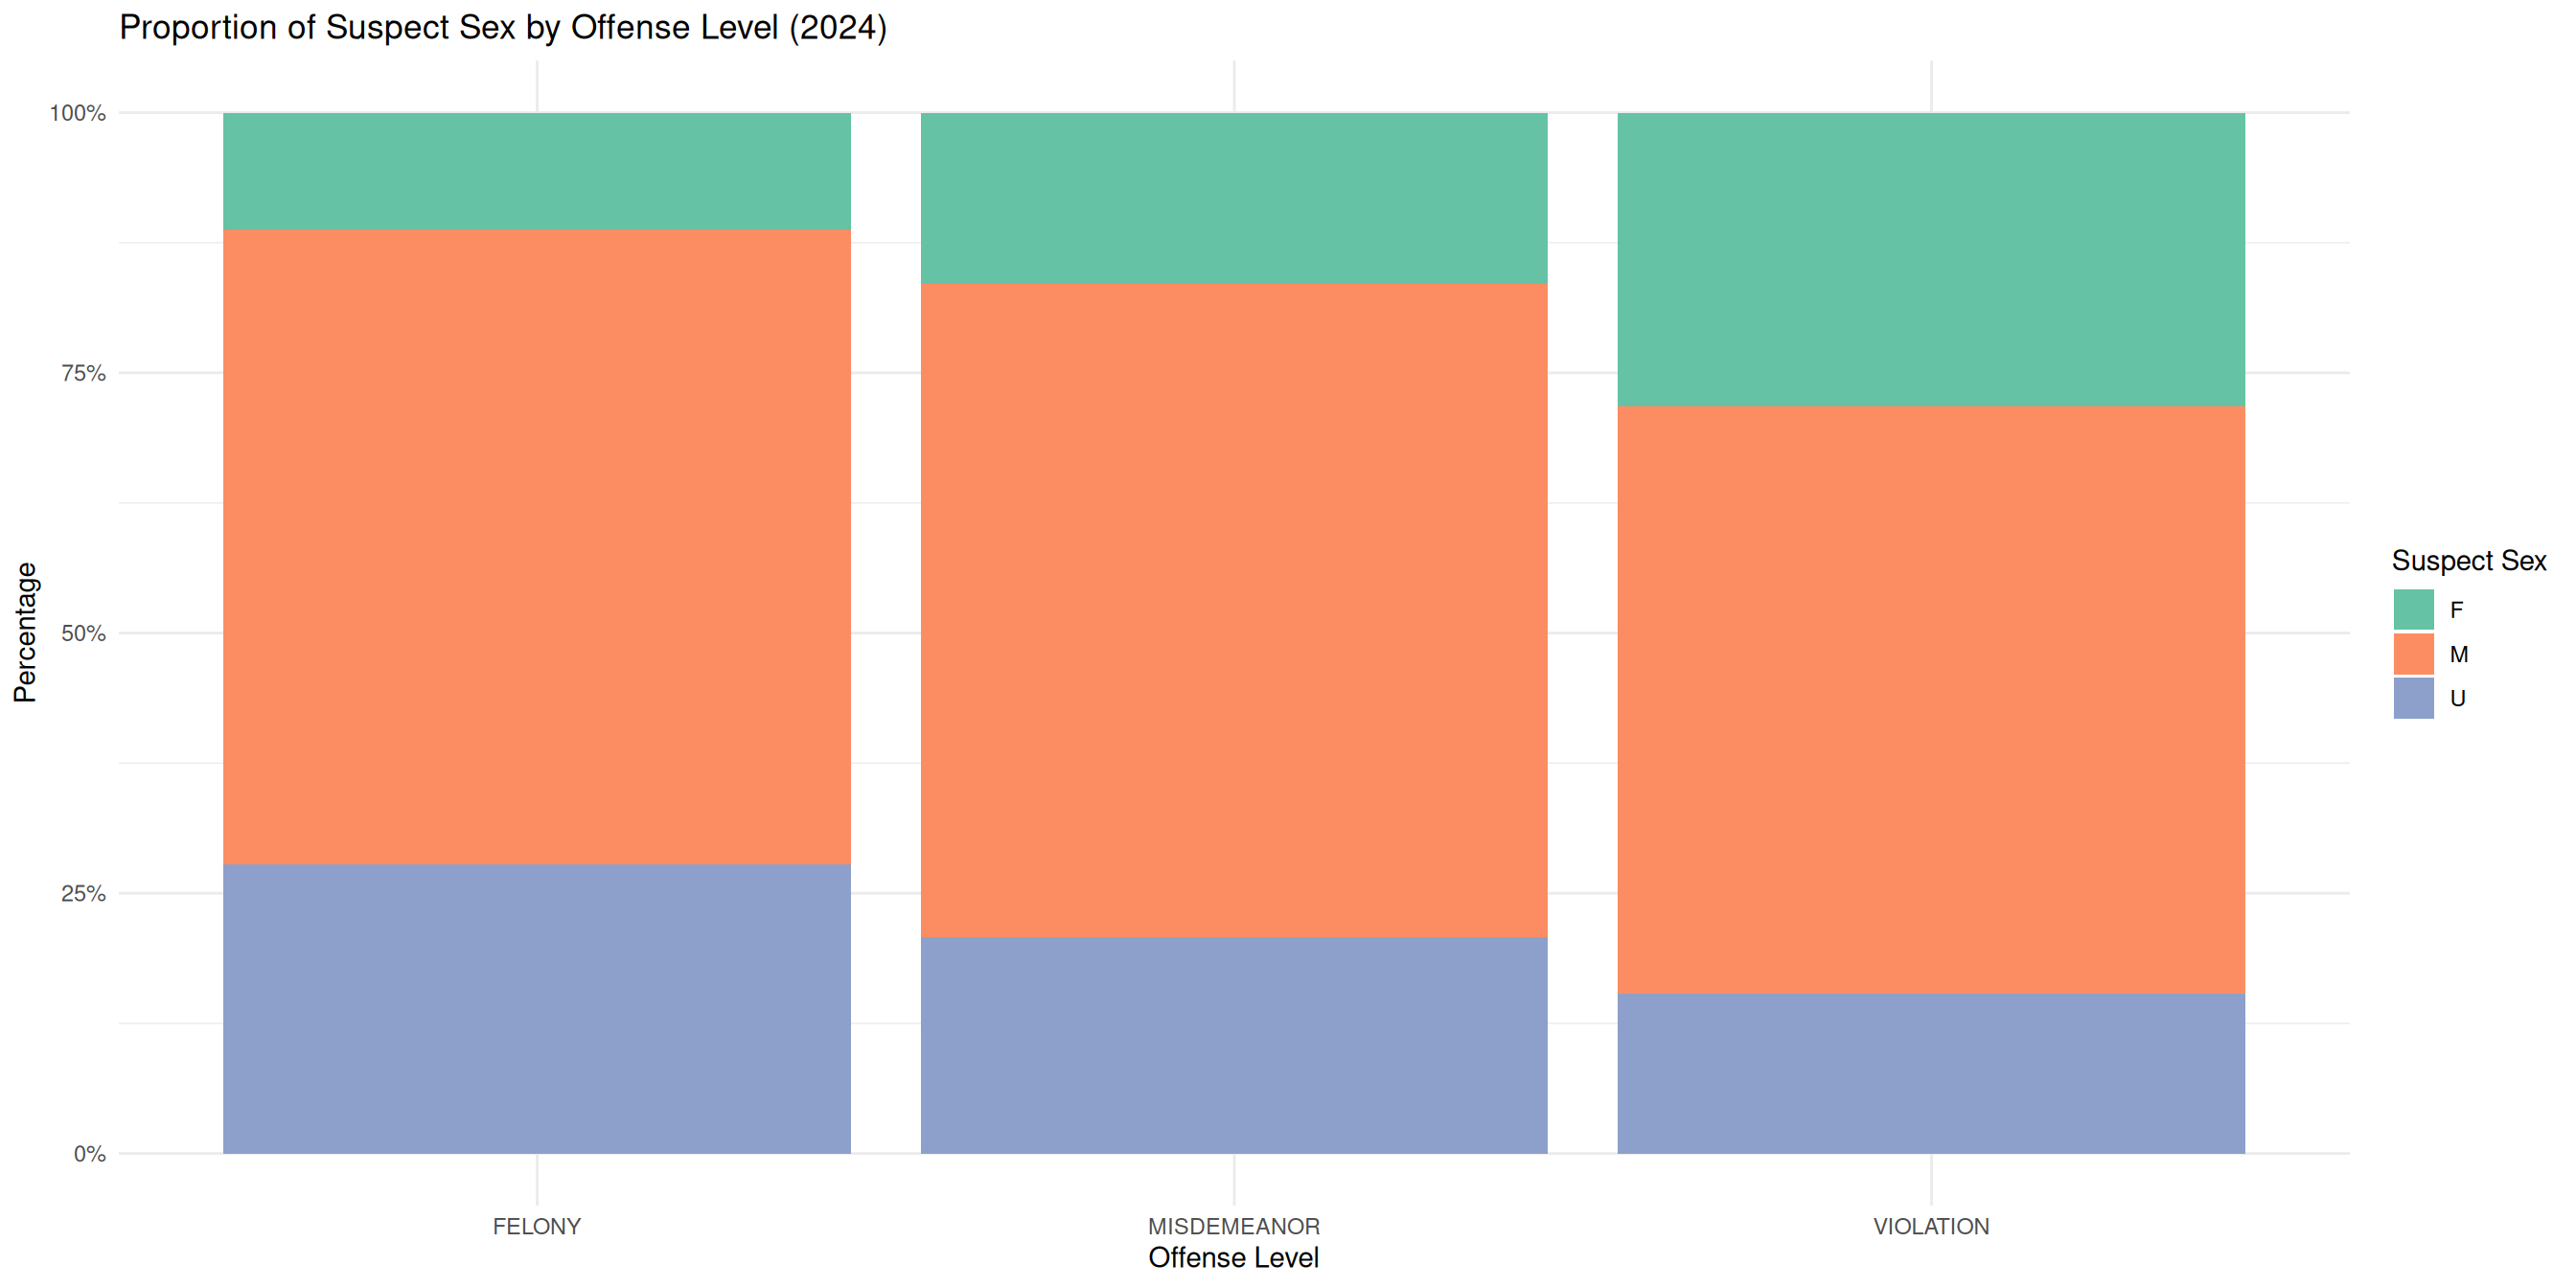 Proportion of Suspect Sex by Offense Level (2024)
100%
75%
50%
25%
0%
Percentage
FELONY
MISDEMEANOR
VIOLATION
Offense Level
Suspect Sex
F
M
U